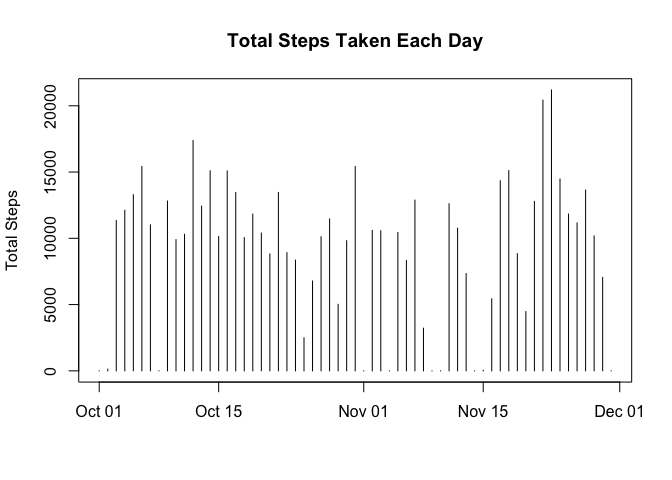 Total Steps Taken Each Day
Total Steps
20000
15000
10000
5000
0
Oct 01 Oct 15 Nov 01 Nov 15 Dec 01